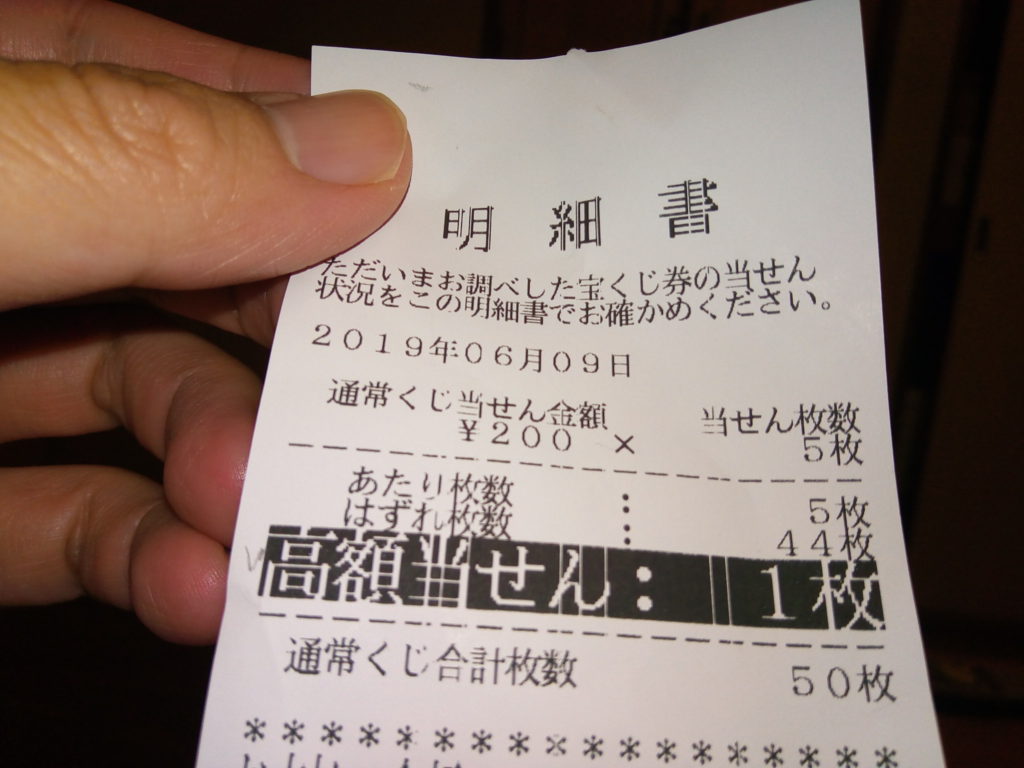 明細書
ただいまお調べした宝くじ券の当せん
状況をこの明細書でお確かめください。
2019年06月09日
通常くじ当せん金額 当せん枚数
¥200 × 5枚
あたり枚数 : 5枚
はずれ枚数 : 44枚
高額当せん: 1枚
通常くじ合計枚数 50枚
******************